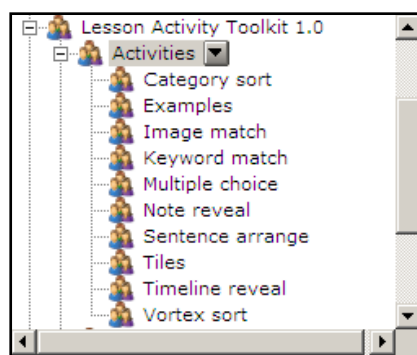 Lesson Activity Toolkit 1.0
Activities
Category sort
Examples
Image match
Keyword match
Multiple choice
Note reveal
Sentence arrange
Tiles
Timeline reveal
Vortex sort